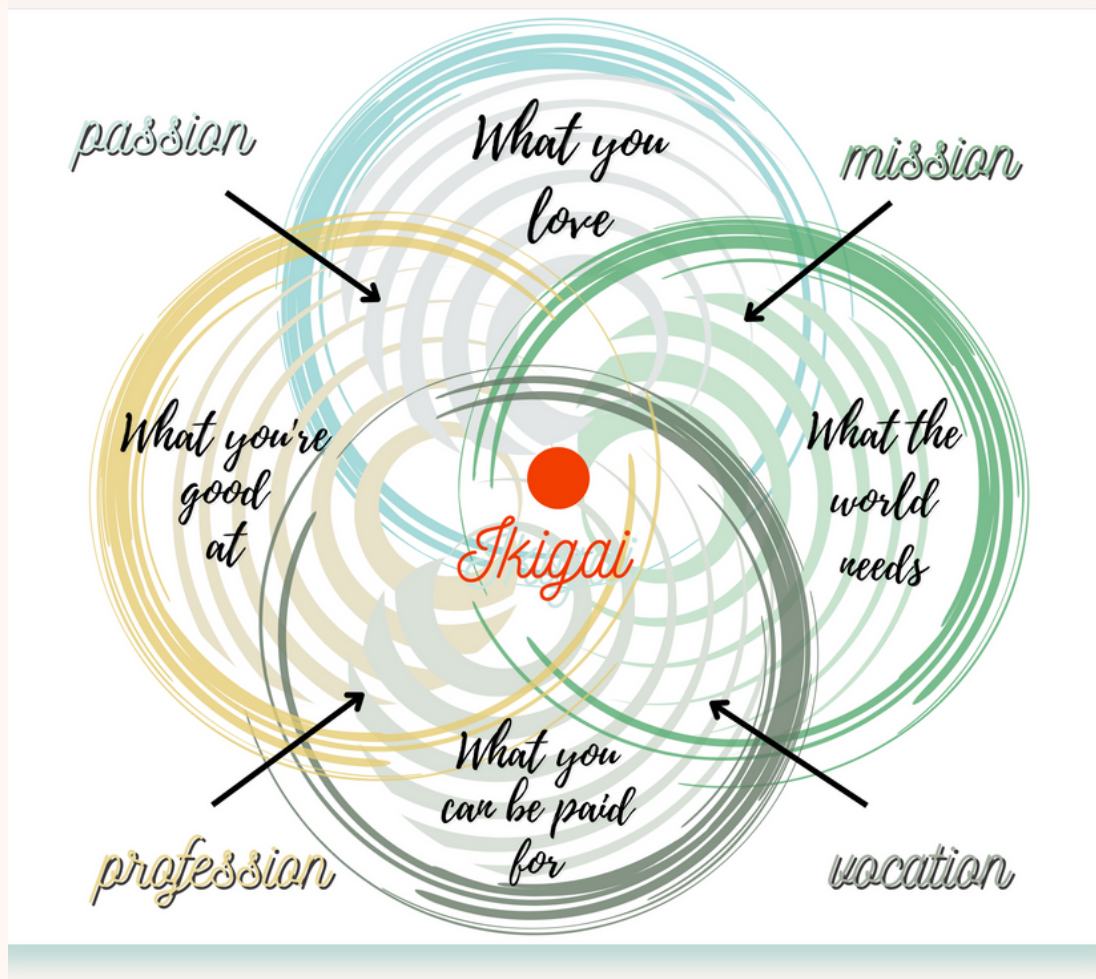 passion
What you
love
mission
What you're
good
at
What the
world
needs
Ikigai
What you
can be paid
for
profession
vocation